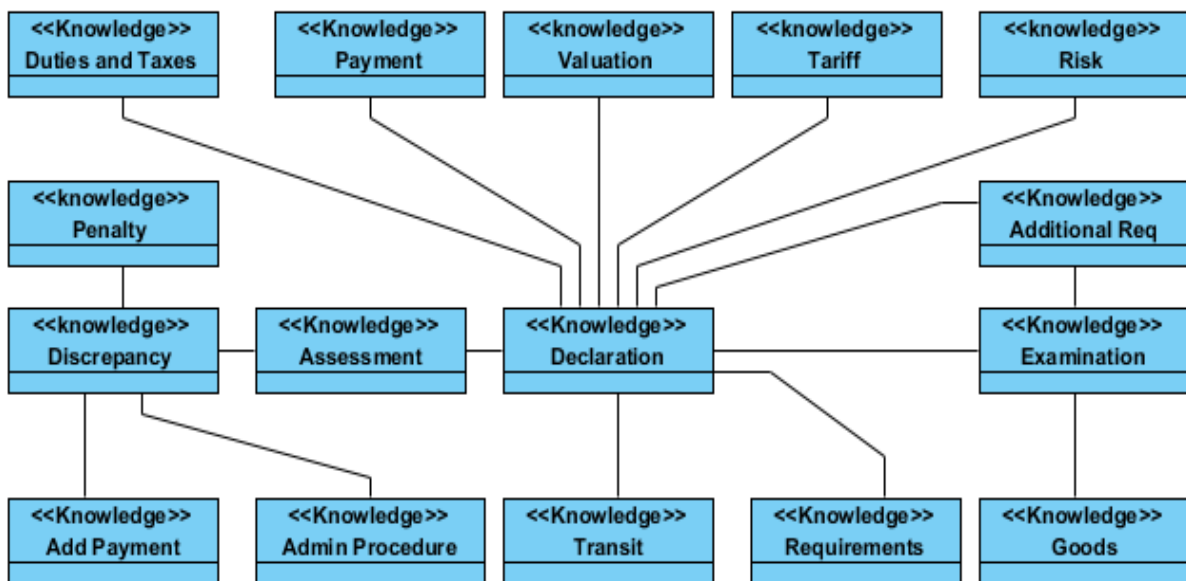 <<Knowledge>>
Duties and Taxes
<<Knowledge>>
Payment
<<knowledge>>
Valuation
<<knowledge>>
Tariff
<<knowledge>>
Risk
<<knowledge>>
Penalty
<<Knowledge>>
Additional Req
<<knowledge>>
Discrepancy
<<Knowledge>>
Assessment
<<Knowledge>>
Declaration
<<Knowledge>>
Examination
<<Knowledge>>
Add Payment
<<Knowledge>>
Admin Procedure
<<Knowledge>>
Transit
<<Knowledge>>
Requirements
<<Knowledge>>
Goods